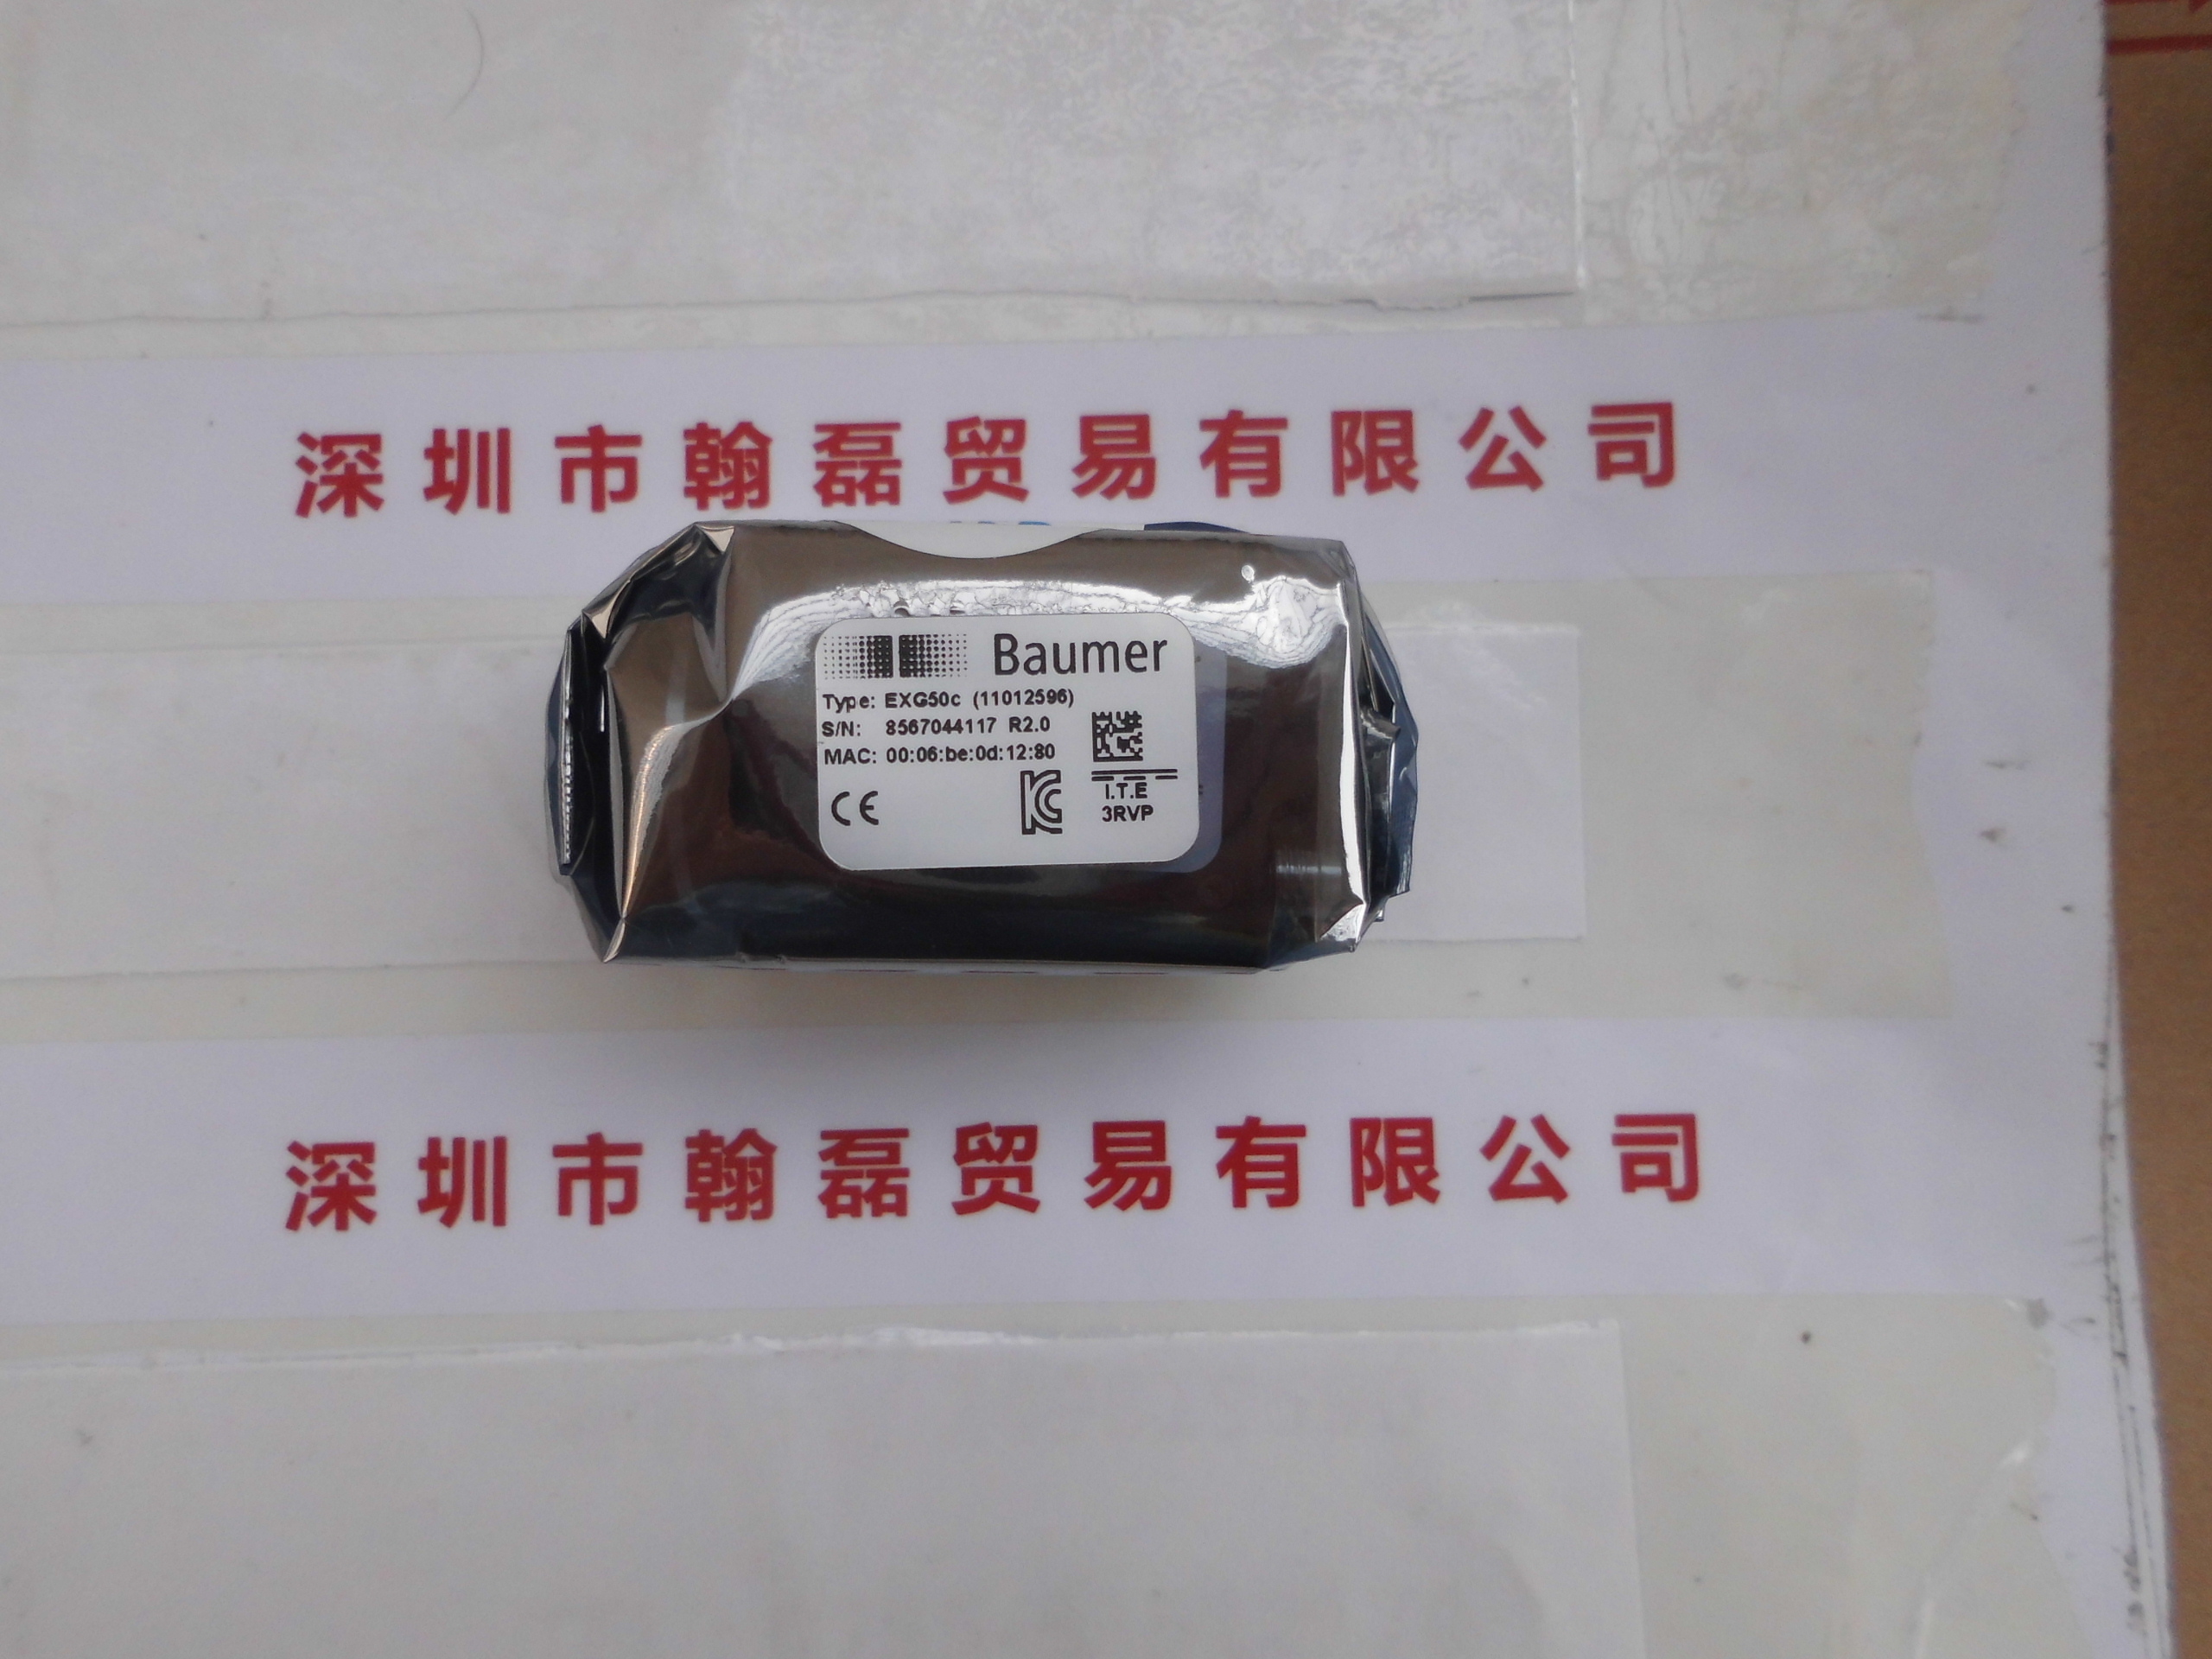 深圳市翰磊贸易有限公司
Baumer
Type: EXG50c (11012596)
S/N: 8567044117 R2.0
MAC: 00:06:be:0d:12:80
I.T.E
3RVP
CE
深圳市翰磊贸易有限公司